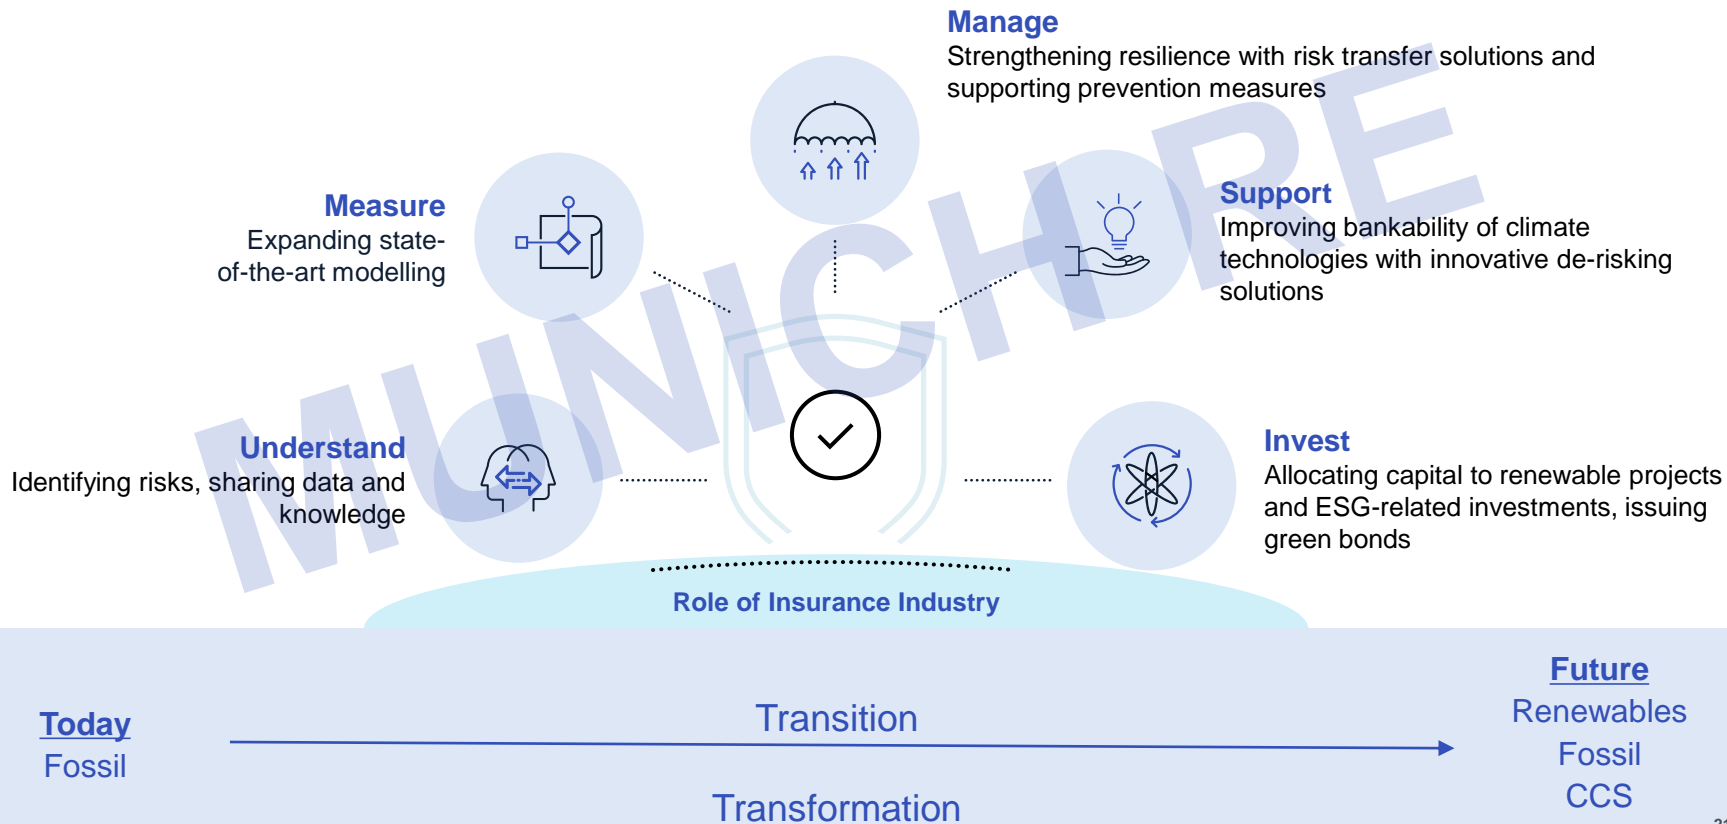 Manage
Strengthening resilience with risk transfer solutions and
supporting prevention measures
Measure
Expanding state-
of-the-art modelling
Support
Improving bankability of climate
technologies with innovative de-risking
solutions
Understand
Identifying risks, sharing data and
knowledge
Invest
Allocating capital to renewable projects
and ESG-related investments, issuing
green bonds
MUNICH RE
Role of Insurance Industry
Today
Fossil
Transition
Transformation
Future
Renewables
Fossil
CCS